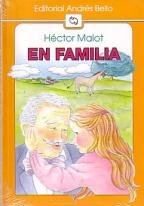 Editorial Andrés Bello
Héctor Malot
EN FAMILIA